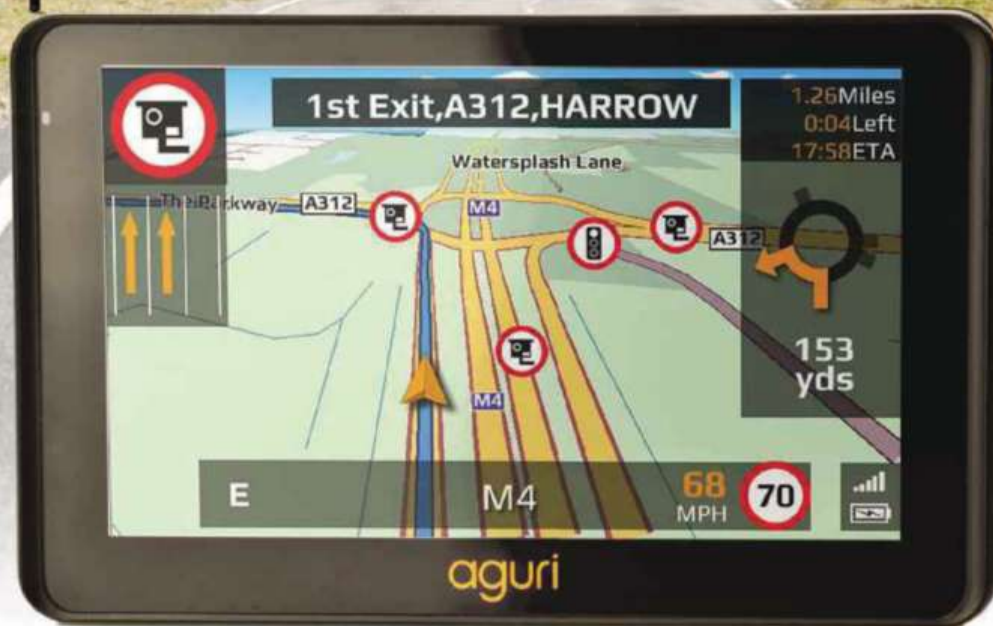 1st Exit,A312,HARROW
1.26Miles
0:04Left
17:58ETA
Watersplash Lane
The Parkway
A312
M4
A312
153
yds
M4
E
M4
68
MPH
70
aguri